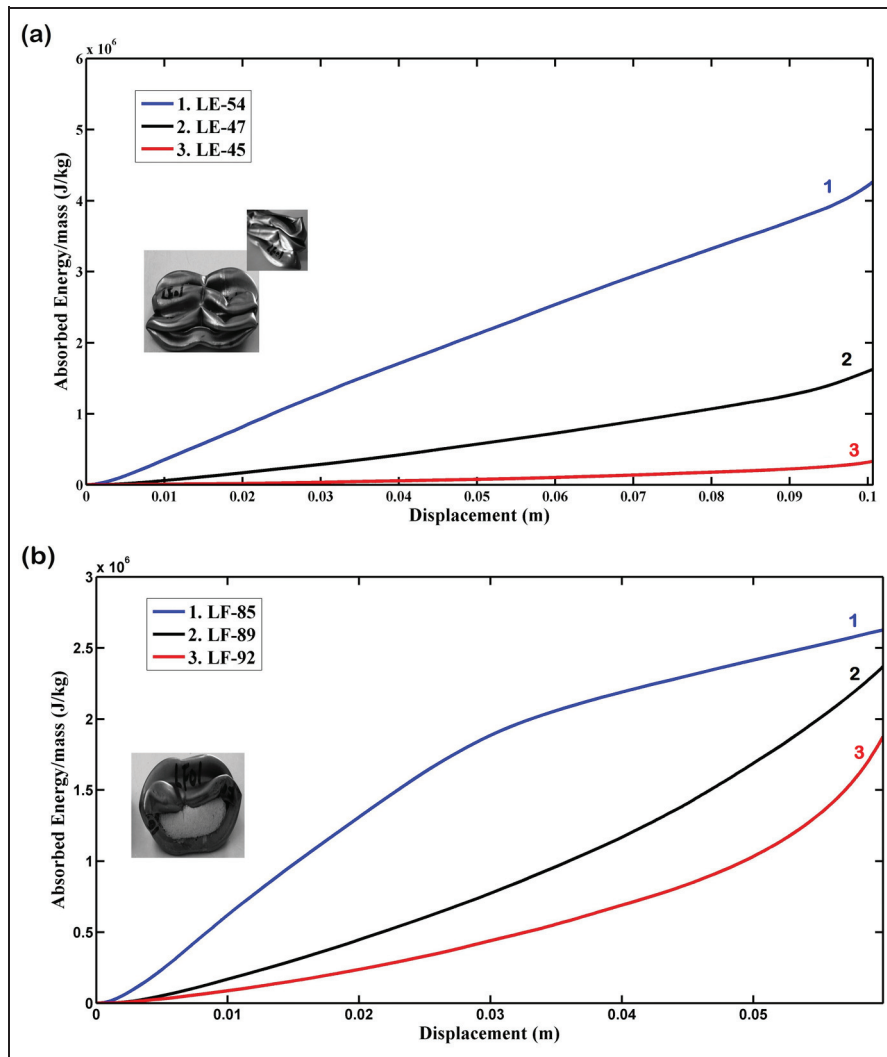 (a)
x 10⁶
6
5
4
3
2
1
0
Absorbed Energy/mass (J/kg)
1. LE-54
2. LE-47
3. LE-45
1
2
3
0 0.01 0.02 0.03 0.04 0.05 0.06 0.07 0.08 0.09 0.1
Displacement (m)
(b)
x 10⁶
3
2.5
2
1.5
1
0.5
0
Absorbed Energy/mass (J/kg)
1. LF-85
2. LF-89
3. LF-92
1
2
3
0 0.01 0.02 0.03 0.04 0.05
Displacement (m)